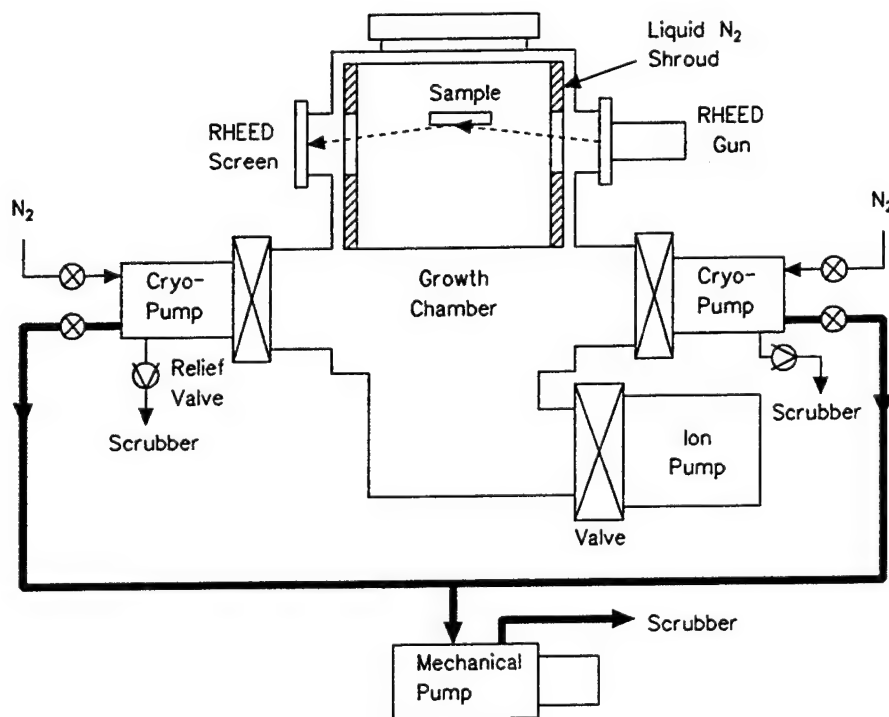 Liquid N₂
Shroud
Sample
RHEED
Screen
RHEED
Gun
N₂
N₂
Cryo-
Pump
Growth
Chamber
Cryo-
Pump
Relief
Valve
Scrubber
Scrubber
Ion
Pump
Valve
Scrubber
Mechanical
Pump